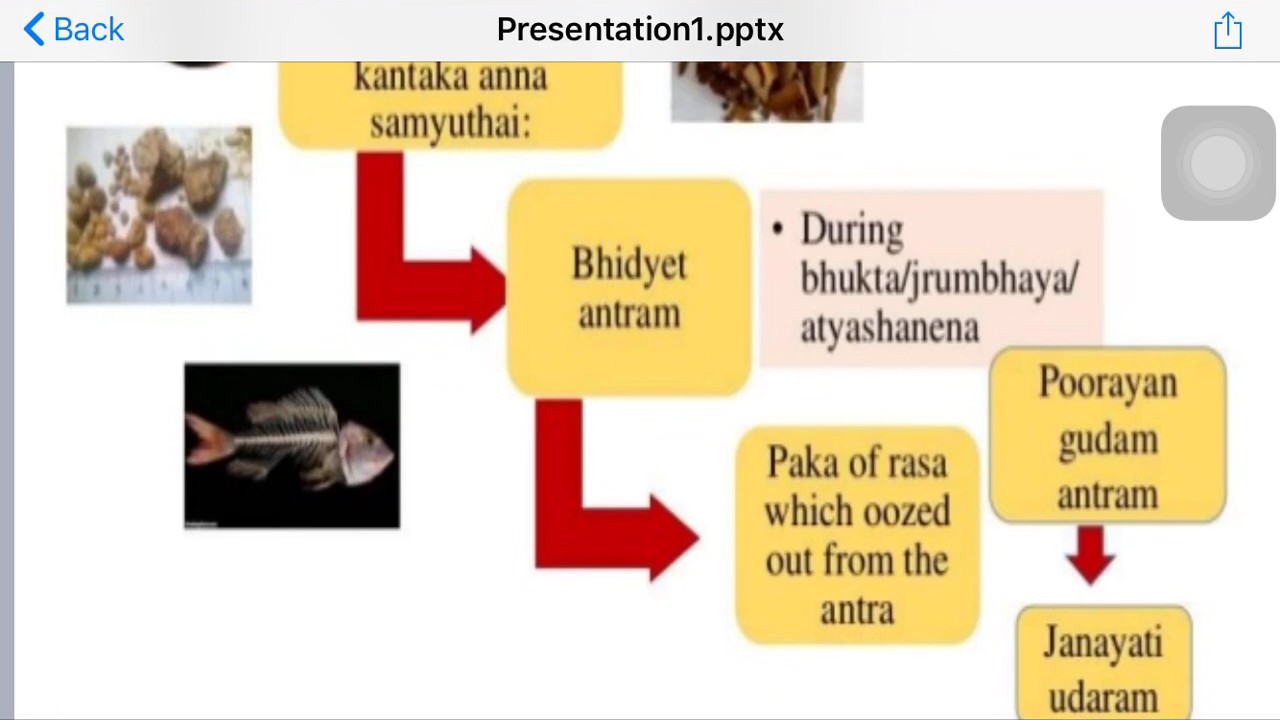 Back
Presentation1.pptx
kantaka anna
samyuthai:
Bhidyet
antram
• During
bhukta/jrumbhaya/
atyashanena
Poorayan
gudam
antram
Paka of rasa
which oozed
out from the
antra
Janayati
udaram